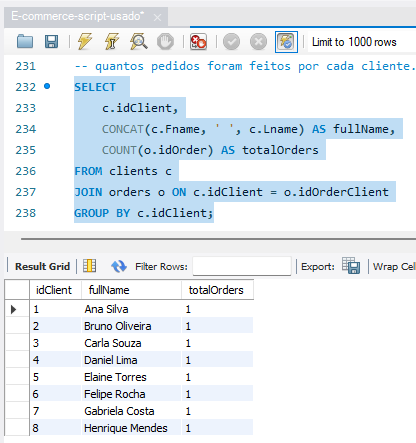 E-commerce-script-usado*
Limit to 1000 rows
231 -- quantos pedidos foram feitos por cada cliente.
232 SELECT
233 c.idClient,
234 CONCAT(c.Fname, ' ', c.Lname) AS fullName,
235 COUNT(o.idOrder) AS totalOrders
236 FROM clients c
237 JOIN orders o ON c.idClient = o.idOrderClient
238 GROUP BY c.idClient;
Result Grid Filter Rows: Export: Wrap Cel
idClient fullName totalOrders
1 Ana Silva 1
2 Bruno Oliveira 1
3 Carla Souza 1
4 Daniel Lima 1
5 Elaine Torres 1
6 Felipe Rocha 1
7 Gabriela Costa 1
8 Henrique Mendes 1